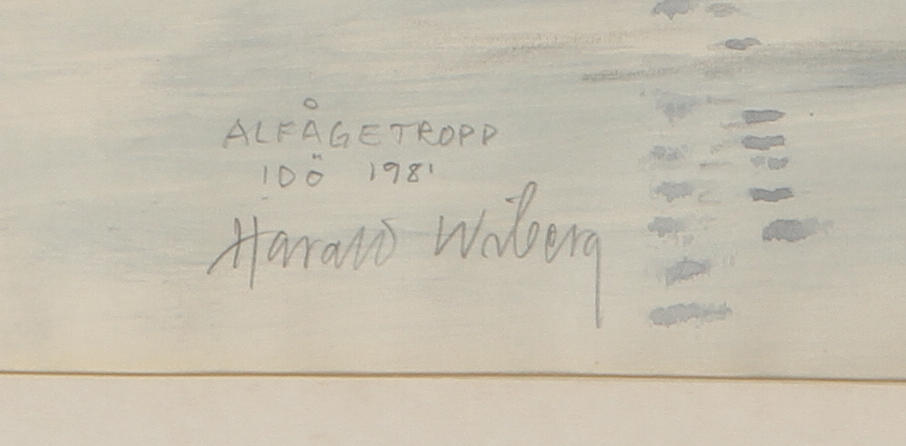 ALFÅGETROPP
IDÖ 1981
Harald Wiberg